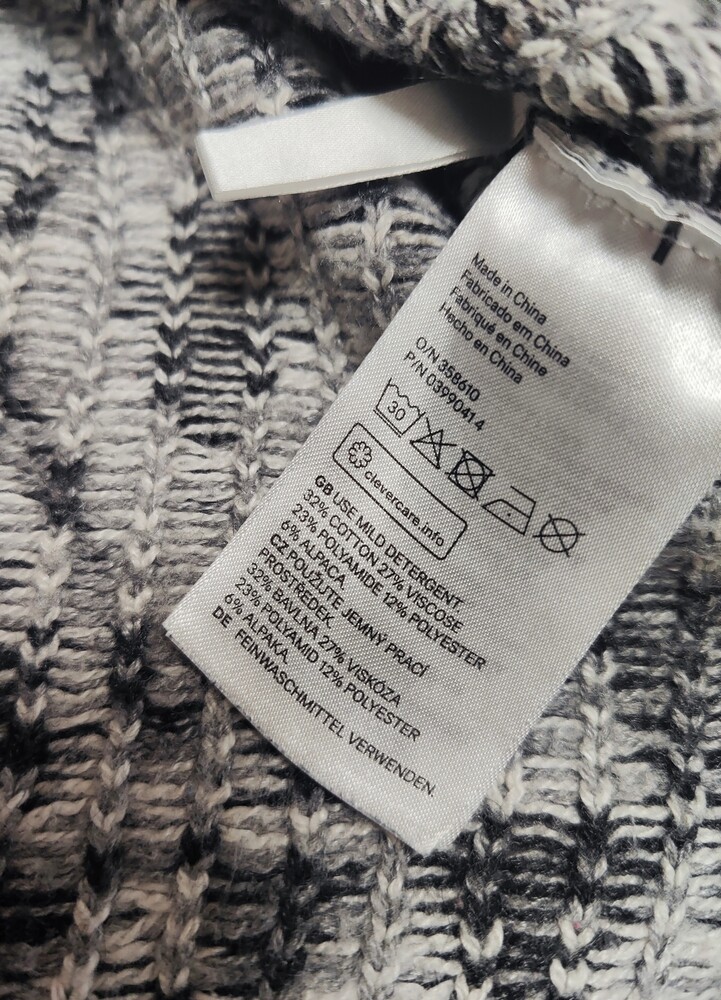 Made in China
Fabricado em China
Fabriqué en Chine
Hecho en China
O/N 358610
P/N 03990414
30
clevercare.info
GB USE MILD DETERGENT.
32% COTTON 27% VISCOSE
23% POLYAMIDE 12% POLYESTER
6% ALPACA
CZ POUŽIJTE JEMNÝ PRACÍ
PROSTŘEDEK.
32% BAVLNA 27% VISKÓZA
23% POLYAMID 12% POLYESTER
6% ALPAKA.
DE FEINWASCHMITTEL VERWENDEN.